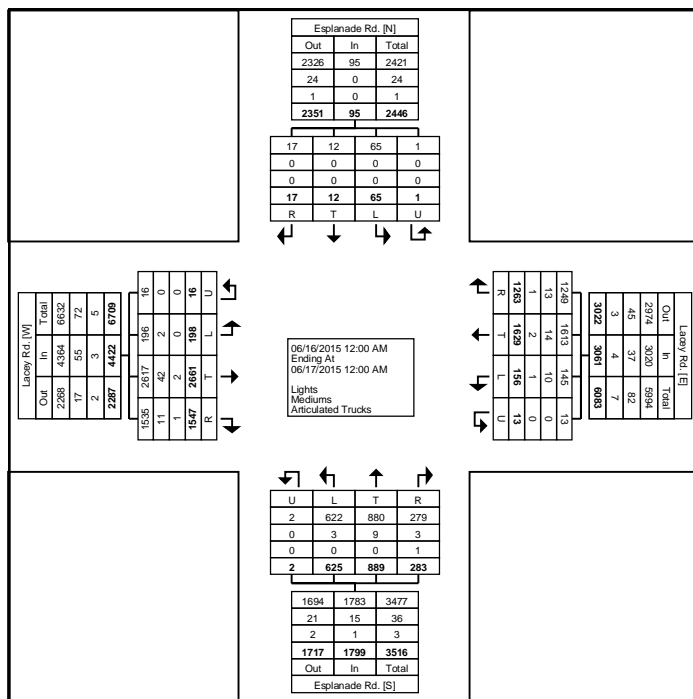 Esplanade Rd. [N]
Out In Total
2326 95 2421
24 0 24
1 0 1
2351 95 2446
17 12 65 1
0 0 0 0
0 0 0 0
17 12 65 1
R T L U
Lacey Rd. [W]
Total In Out
6632 4364 2268
72 55 17
5 3 2
6709 4422 2287
16 0 0 16 U
196 2 0 198 L
2617 42 2 2661 T
1535 11 1 1547 R
06/16/2015 12:00 AM
Ending At
06/17/2015 12:00 AM
Lights
Mediums
Articulated Trucks
R 1263 1 13 1249
T 1629 2 14 1613
L 156 1 10 145
U 13 0 0 13
Lacey Rd. [E]
Out In Total
2974 3020 5994
45 37 82
3 4 7
3022 3061 6083
U L T R
2 622 880 279
0 3 9 3
0 0 0 1
2 625 889 283
1694 1783 3477
21 15 36
2 1 3
1717 1799 3516
Out In Total
Esplanade Rd. [S]